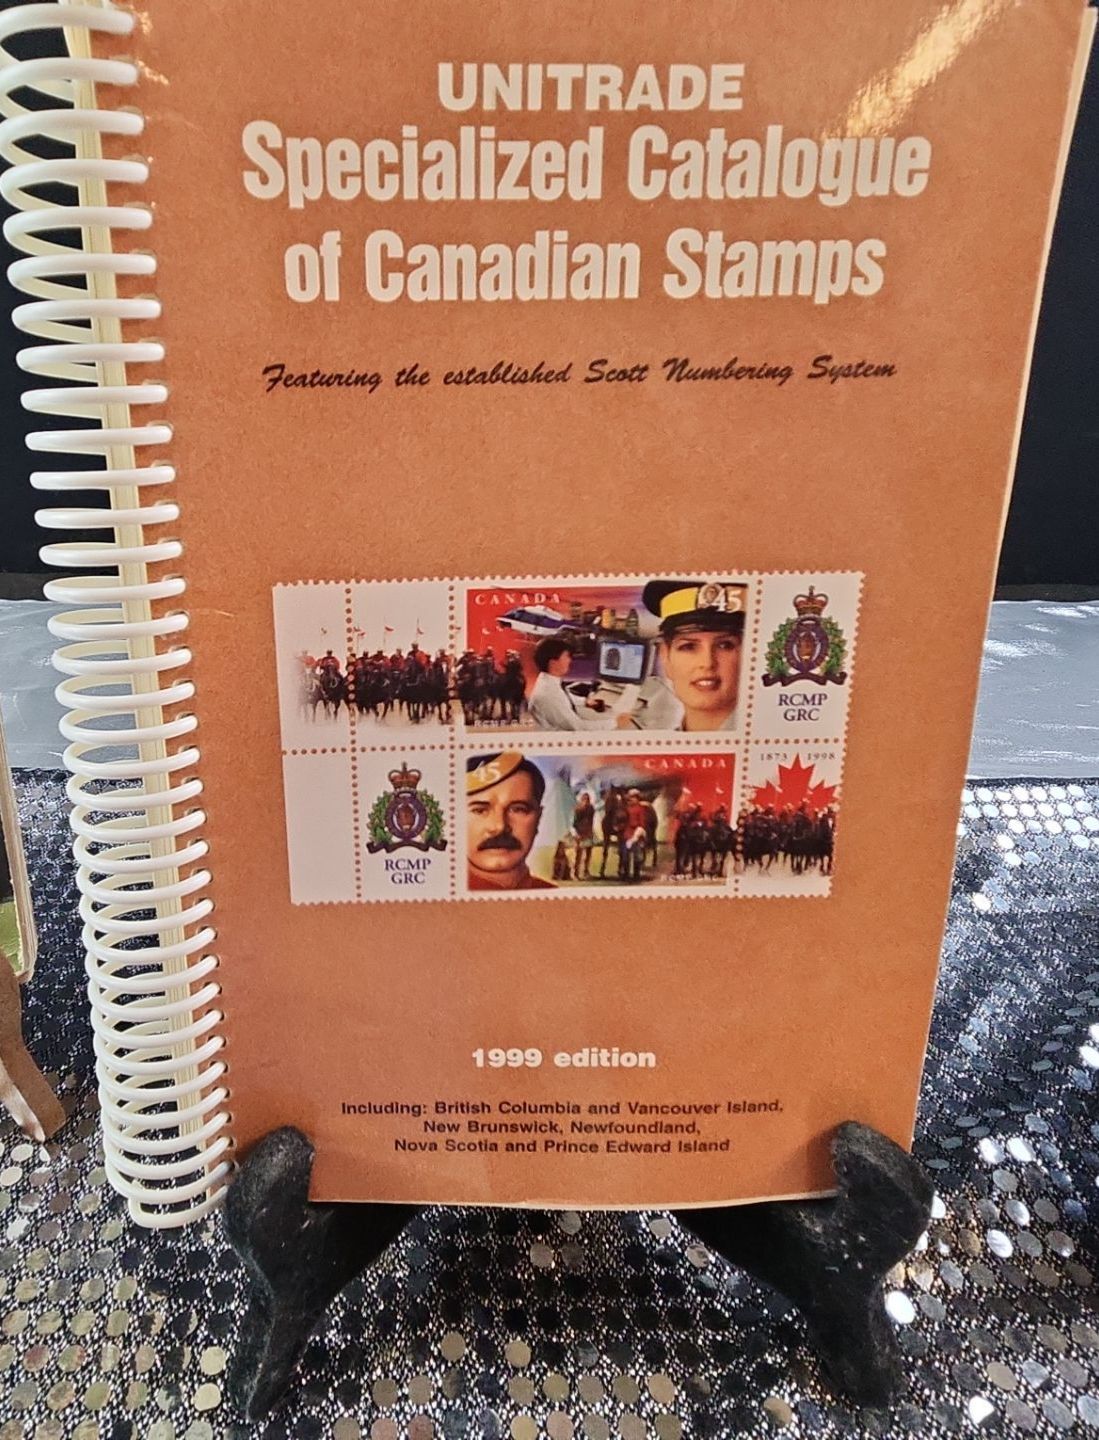 UNITRADE
Specialized Catalogue
of Canadian Stamps
Featuring the established Scott Numbering System
CANADA
45
RCMP
GRC
1873 1998
45
CANADA
RCMP
GRC
1999 edition
Including: British Columbia and Vancouver Island,
New Brunswick, Newfoundland,
Nova Scotia and Prince Edward Island